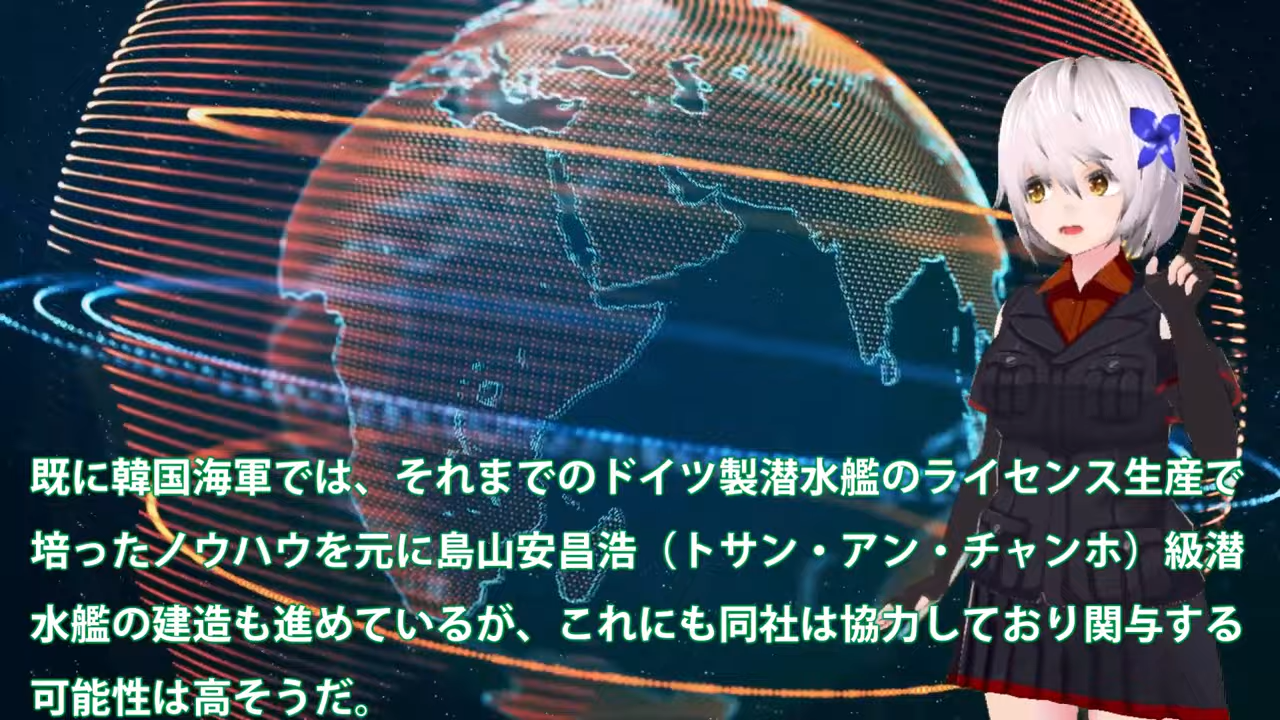 既に韓国海軍では、それまでのドイツ製潜水艦のライセンス生産で
培ったノウハウを元に島山安昌浩（トサン・アン・チャンホ）級潜
水艦の建造も進めているが、これにも同社は協力しており関与する
可能性は高そうだ。